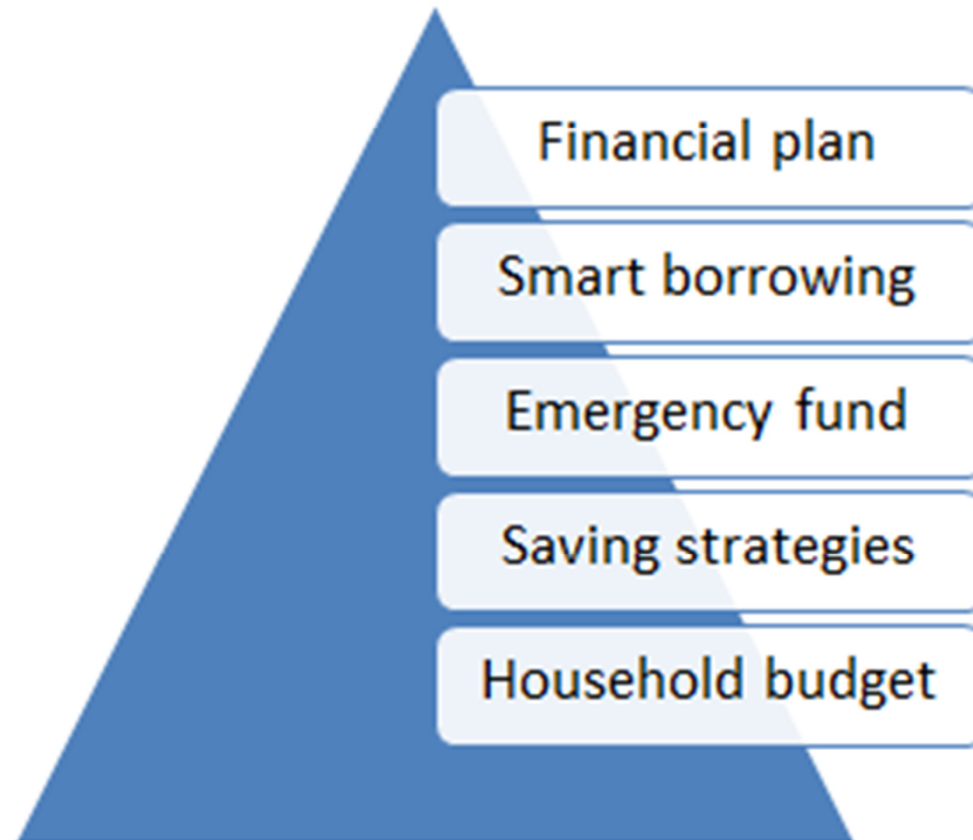 Financial plan
Smart borrowing
Emergency fund
Saving strategies
Household budget